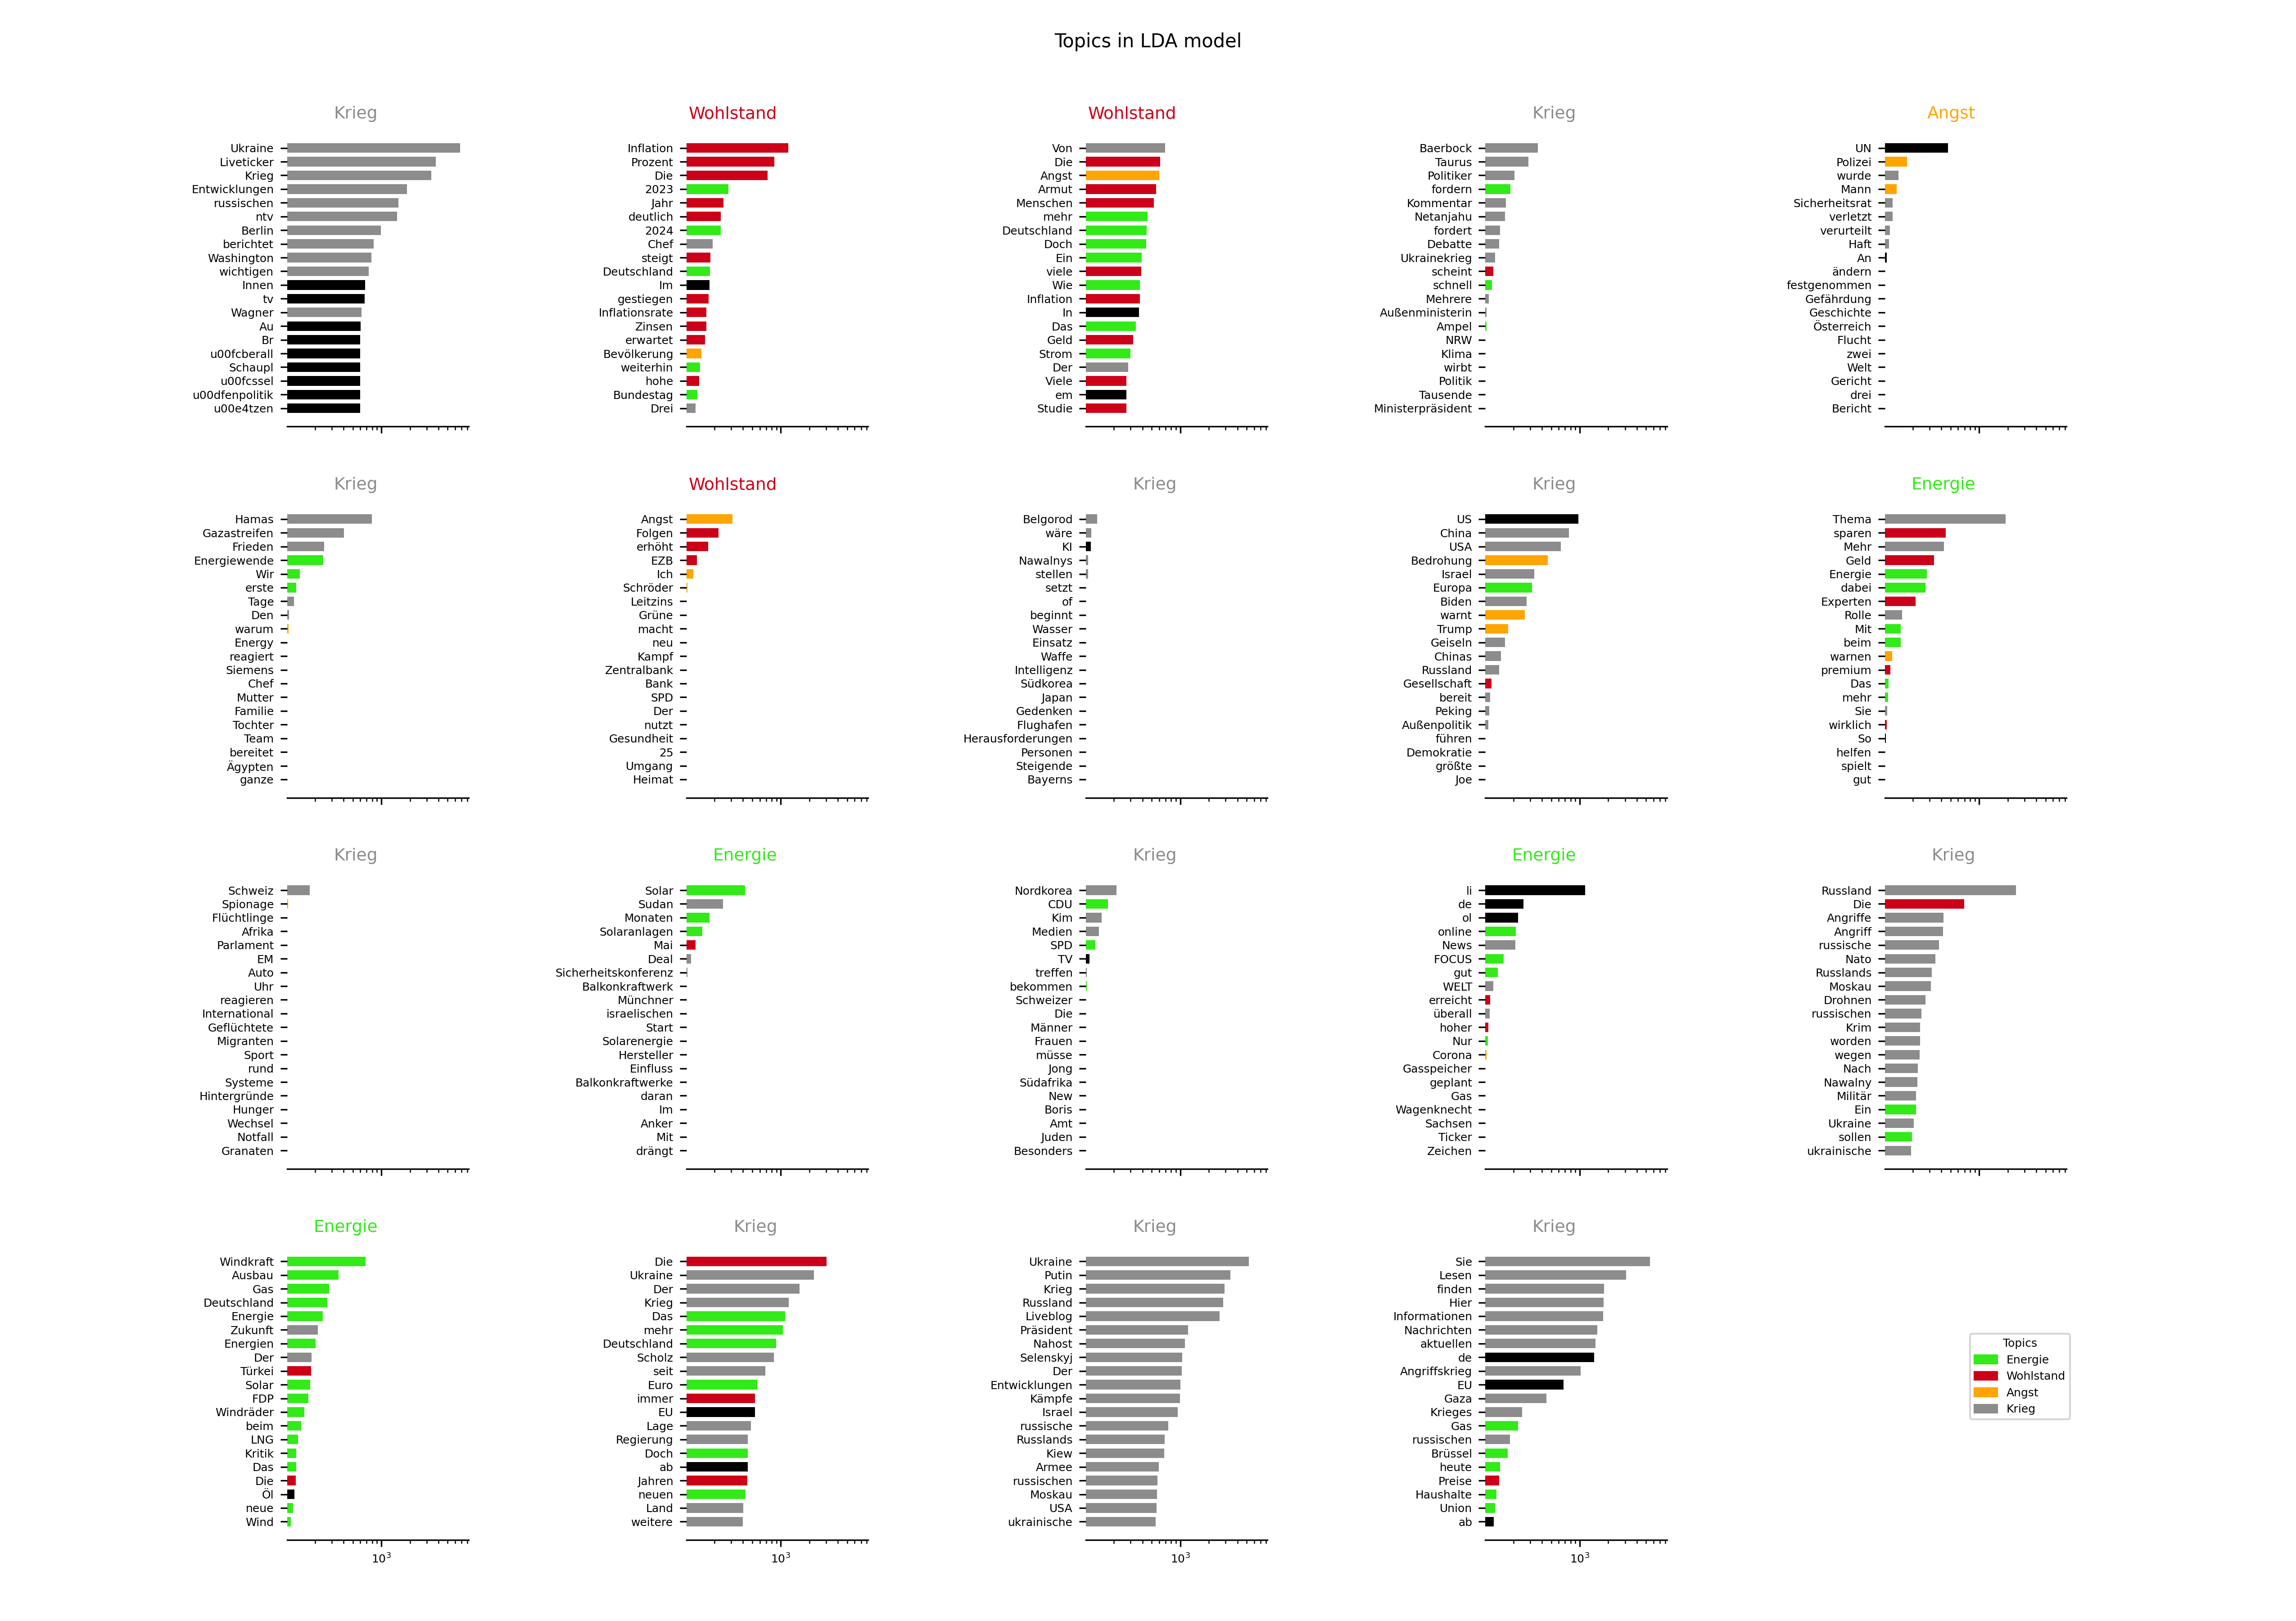 Topics in LDA model
Krieg
Ukraine
Liveticker
Krieg
Entwicklungen
russischen
ntv
Berlin
berichtet
Washington
wichtigen
Innen
tv
Wagner
Au
Br
u00fcberall
Schaupl
u00fcssel
u00dfenpolitik
u00e4tzen
Wohlstand
Inflation
Prozent
Die
2023
Jahr
deutlich
2024
Chef
steigt
Deutschland
Im
gestiegen
Inflationsrate
Zinsen
erwartet
Bevölkerung
weiterhin
hohe
Bundestag
Drei
Wohlstand
Von
Die
Angst
Armut
Menschen
mehr
Deutschland
Doch
Ein
viele
Wie
Inflation
In
Das
Geld
Strom
Der
Viele
em
Studie
Krieg
Baerbock
Taurus
Politiker
fordern
Kommentar
Netanjahu
fordert
Debatte
Ukrainekrieg
scheint
schnell
Mehrere
Außenministerin
Ampel
NRW
Klima
wirbt
Politik
Tausende
Ministerpräsident
Angst
UN
Polizei
wurde
Mann
Sicherheitsrat
verletzt
verurteilt
Haft
An
ändern
festgenommen
Gefährdung
Geschichte
Österreich
Flucht
zwei
Welt
Gericht
drei
Bericht
Krieg
Hamas
Gazastreifen
Frieden
Energiewende
Wir
erste
Tage
Den
warum
Energy
reagiert
Siemens
Chef
Mutter
Familie
Tochter
Team
bereitet
Ägypten
ganze
Wohlstand
Angst
Folgen
erhöht
EZB
Ich
Schröder
Leitzins
Grüne
macht
neu
Kampf
Zentralbank
Bank
SPD
Der
nutzt
Gesundheit
25
Umgang
Heimat
Krieg
Belgorod
wäre
KI
Nawalnys
stellen
setzt
of
beginnt
Wasser
Einsatz
Waffe
Intelligenz
Südkorea
Japan
Gedenken
Flughafen
Herausforderungen
Personen
Steigende
Bayerns
Krieg
US
China
USA
Bedrohung
Israel
Europa
Biden
warnt
Trump
Geiseln
Chinas
Russland
Gesellschaft
bereit
Peking
Außenpolitik
führen
Demokratie
größte
Joe
Energie
Thema
sparen
Mehr
Geld
Energie
dabei
Experten
Rolle
Mit
beim
warnen
premium
Das
mehr
Sie
wirklich
So
helfen
spielt
gut
Krieg
Schweiz
Spionage
Flüchtlinge
Afrika
Parlament
EM
Auto
Uhr
reagieren
International
Geflüchtete
Migranten
Sport
rund
Systeme
Hintergründe
Hunger
Wechsel
Notfall
Granaten
Energie
Solar
Sudan
Monaten
Solaranlagen
Mai
Deal
Sicherheitskonferenz
Balkonkraftwerk
Münchner
israelischen
Start
Solarenergie
Hersteller
Einfluss
Balkonkraftwerke
daran
Im
Anker
Mit
drängt
Krieg
Nordkorea
CDU
Kim
Medien
SPD
TV
treffen
bekommen
Schweizer
Die
Männer
Frauen
müsse
Jong
Südafrika
New
Boris
Amt
Juden
Besonders
Energie
li
de
ol
online
News
FOCUS
gut
WELT
erreicht
überall
hoher
Nur
Corona
Gasspeicher
geplant
Gas
Wagenknecht
Sachsen
Ticker
Zeichen
Krieg
Russland
Die
Angriffe
Angriff
russische
Nato
Russlands
Moskau
Drohnen
russischen
Krim
worden
wegen
Nach
Nawalny
Militär
Ein
Ukraine
sollen
ukrainische
Energie
Windkraft
Ausbau
Gas
Deutschland
Energie
Zukunft
Energien
Der
Türkei
Solar
FDP
Windräder
beim
LNG
Kritik
Das
Die
Öl
neue
Wind
10³
Krieg
Die
Ukraine
Der
Krieg
Das
mehr
Deutschland
Scholz
seit
Euro
immer
EU
Lage
Regierung
Doch
ab
Jahren
neuen
Land
weitere
10³
Krieg
Ukraine
Putin
Krieg
Russland
Liveblog
Präsident
Nahost
Selenskyj
Der
Entwicklungen
Kämpfe
Israel
russische
Russlands
Kiew
Armee
russischen
Moskau
USA
ukrainische
10³
Krieg
Sie
Lesen
finden
Hier
Informationen
Nachrichten
aktuellen
de
Angriffskrieg
EU
Gaza
Krieges
Gas
russischen
Brüssel
heute
Preise
Haushalte
Union
ab
10³
Topics
Energie
Wohlstand
Angst
Krieg